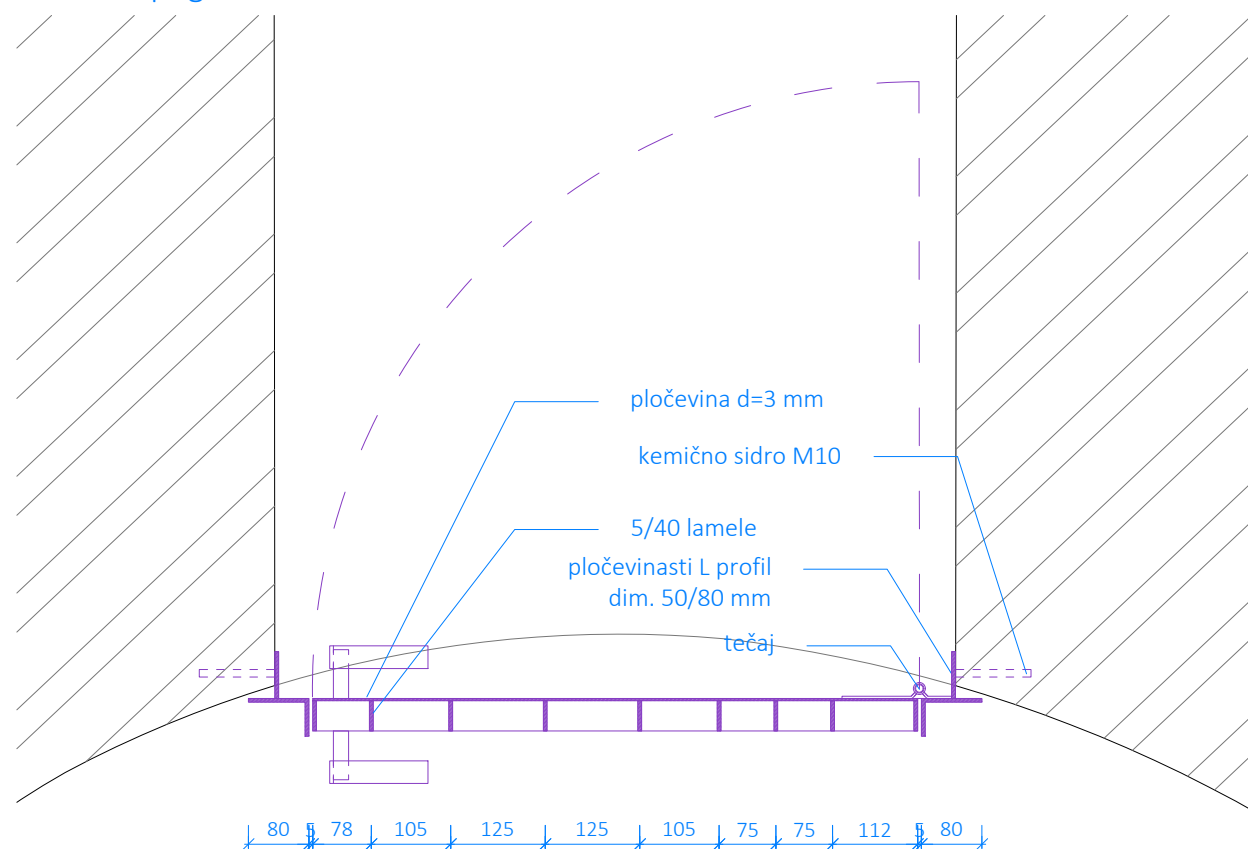 pločevina d=3 mm
kemično sidro M10
5/40 lamele
pločevinasti L profil
dim. 50/80 mm
tečaj
80 5 78 105 125 125 105 75 75 112 5 80